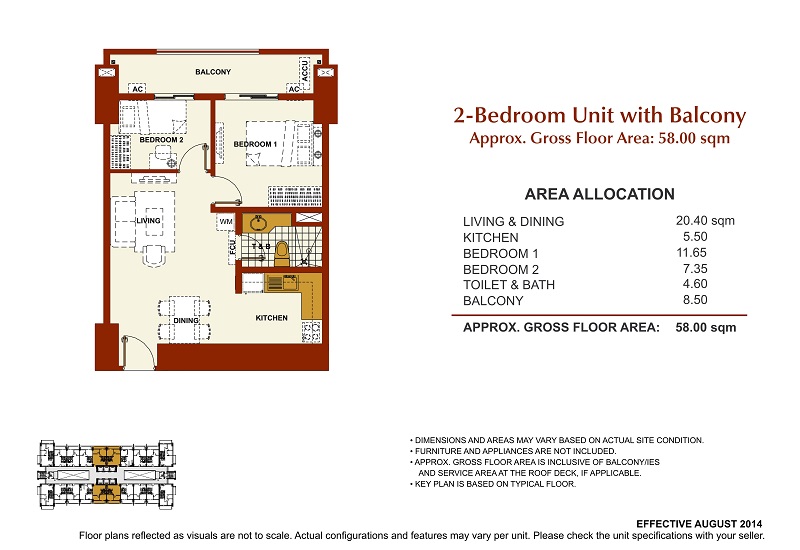 BALCONY
ACCU
AC
AC
BEDROOM 2
BEDROOM 1
LIVING
WM
FCU
T & B
DINING
KITCHEN
2-Bedroom Unit with Balcony
Approx. Gross Floor Area: 58.00 sqm
AREA ALLOCATION
LIVING & DINING 20.40 sqm
KITCHEN 5.50
BEDROOM 1 11.65
BEDROOM 2 7.35
TOILET & BATH 4.60
BALCONY 8.50
APPROX. GROSS FLOOR AREA: 58.00 sqm
• DIMENSIONS AND AREAS MAY VARY BASED ON ACTUAL SITE CONDITION.
• FURNITURE AND APPLIANCES ARE NOT INCLUDED.
• APPROX. GROSS FLOOR AREA IS INCLUSIVE OF BALCONY/IES
AND SERVICE AREA AT THE ROOF DECK, IF APPLICABLE.
• KEY PLAN IS BASED ON TYPICAL FLOOR.
EFFECTIVE AUGUST 2014
Floor plans reflected as visuals are not to scale. Actual configurations and features may vary per unit. Please check the unit specifications with your seller.